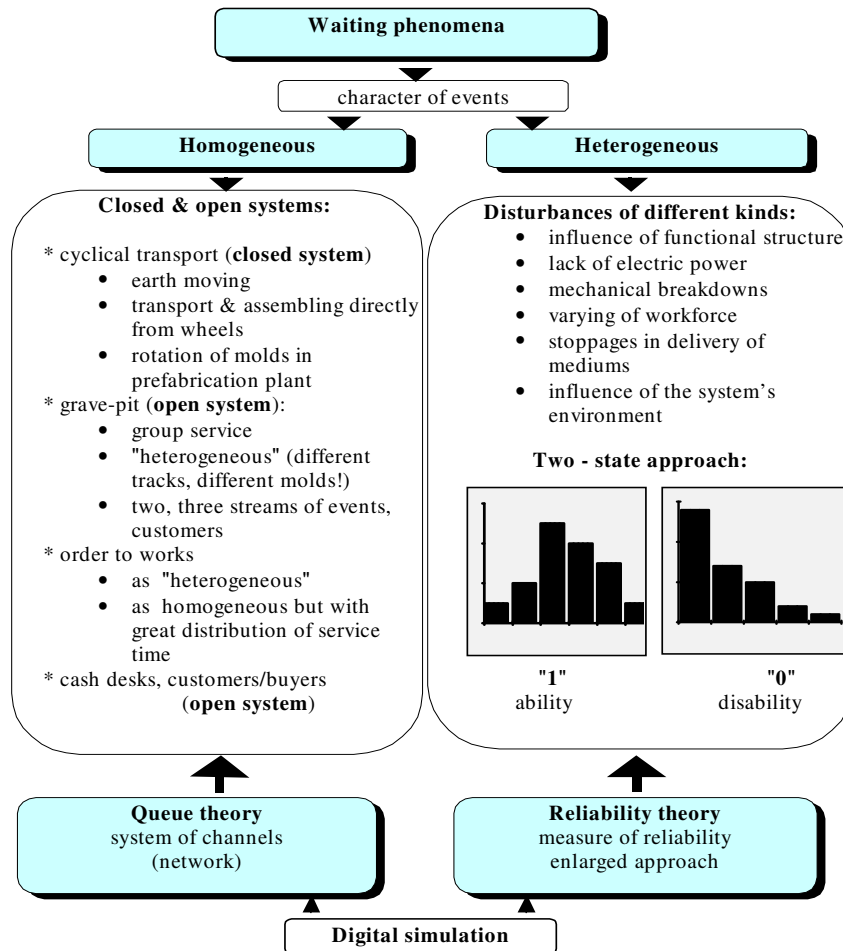 Waiting phenomena
character of events
Homogeneous
Heterogeneous
Closed & open systems:
* cyclical transport (closed system)
• earth moving
• transport & assembling directly
from wheels
• rotation of molds in
prefabrication plant
* grave-pit (open system):
• group service
• "heterogeneous" (different
tracks, different molds!)
• two, three streams of events,
customers
* order to works
• as "heterogeneous"
• as homogeneous but with
great distribution of service
time
* cash desks, customers/buyers
(open system)
Disturbances of different kinds:
• influence of functional structure
• lack of electric power
• mechanical breakdowns
• varying of workforce
• stoppages in delivery of
mediums
• influence of the system's
environment
Two - state approach:
"1"
ability
"0"
disability
Queue theory
system of channels
(network)
Reliability theory
measure of reliability
enlarged approach
Digital simulation